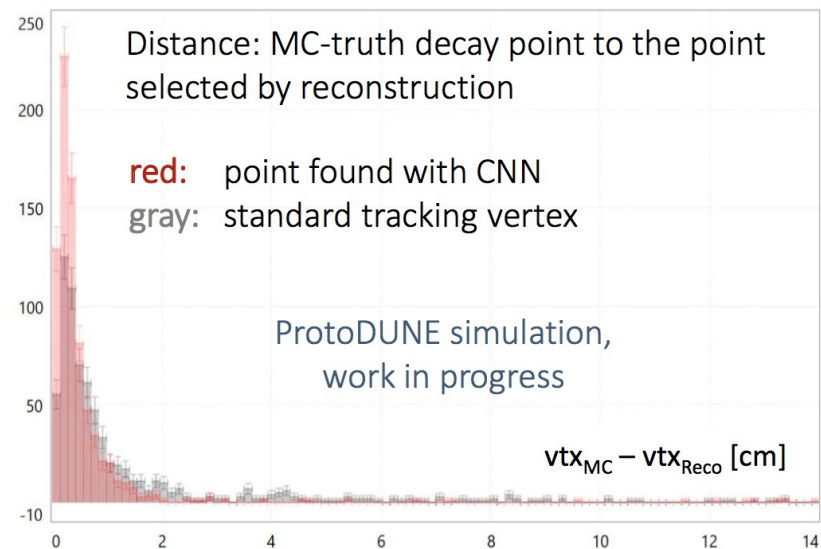 250
Distance: MC-truth decay point to the point
selected by reconstruction
200
red: point found with CNN
150
gray: standard tracking vertex
100
ProtoDUNE simulation,
work in progress
50
vtxMC – vtxReco [cm]
-10
0 2 4 6 8 10 12 14